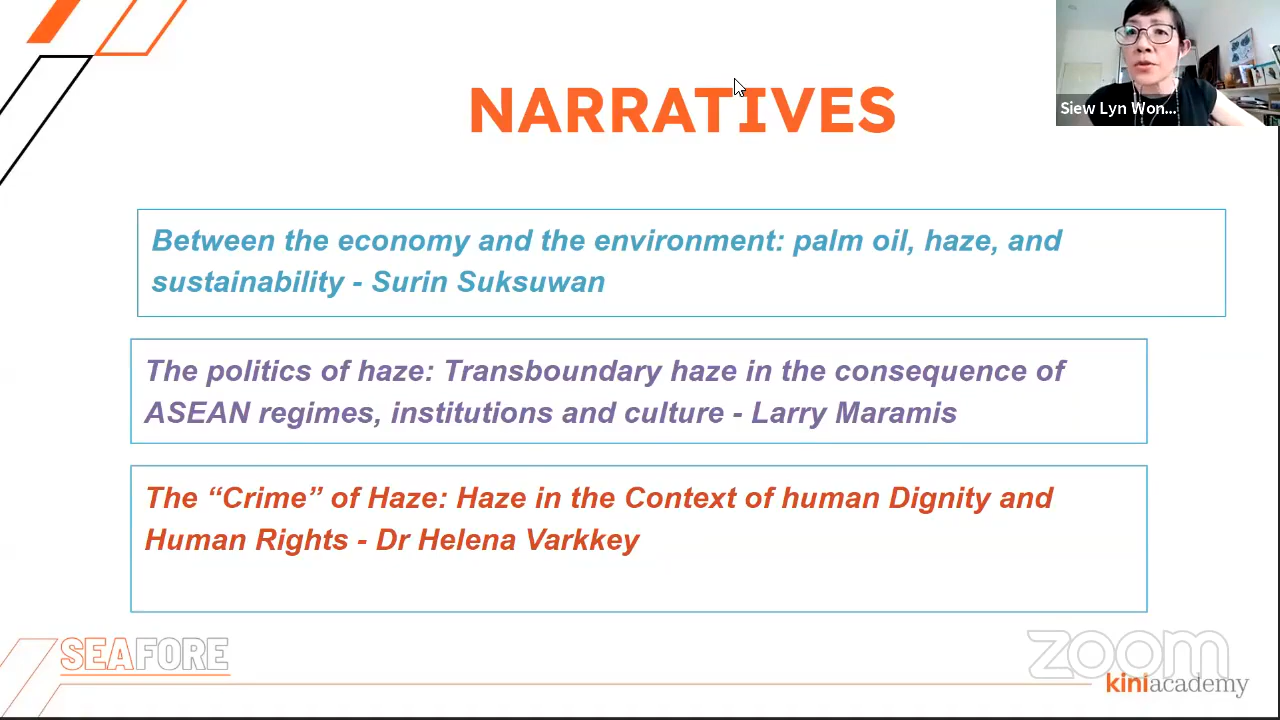 NARRATIVES
Siew Lyn Won...
Between the economy and the environment: palm oil, haze, and
sustainability - Surin Suksuwan
The politics of haze: Transboundary haze in the consequence of
ASEAN regimes, institutions and culture - Larry Maramis
The “Crime” of Haze: Haze in the Context of human Dignity and
Human Rights - Dr Helena Varkkey
SEAFORE
zoom
kiniacademy